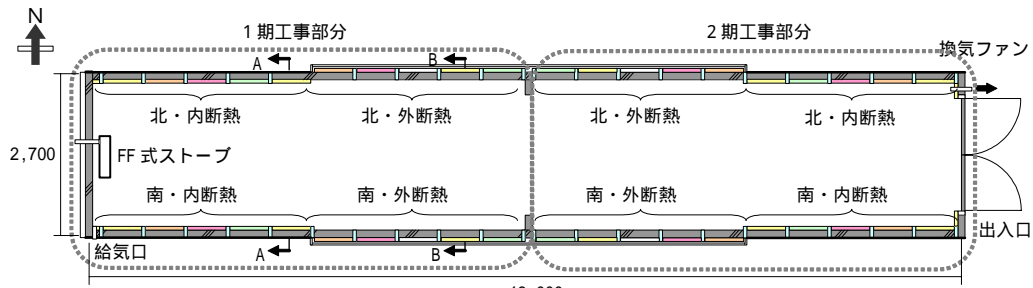 N
1期工事部分
2期工事部分
換気ファン
A
B
北・内断熱
北・外断熱
北・外断熱
北・内断熱
2,700
FF式ストーブ
南・内断熱
南・外断熱
南・外断熱
南・内断熱
給気口
A
B
出入口